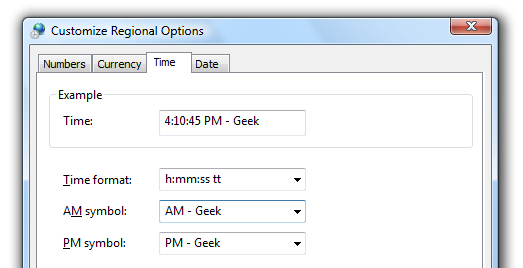 Customize Regional Options
Numbers Currency Time Date
Example
Time: 4:10:45 PM - Geek
Time format: h:mm:ss tt
AM symbol: AM - Geek
PM symbol: PM - Geek